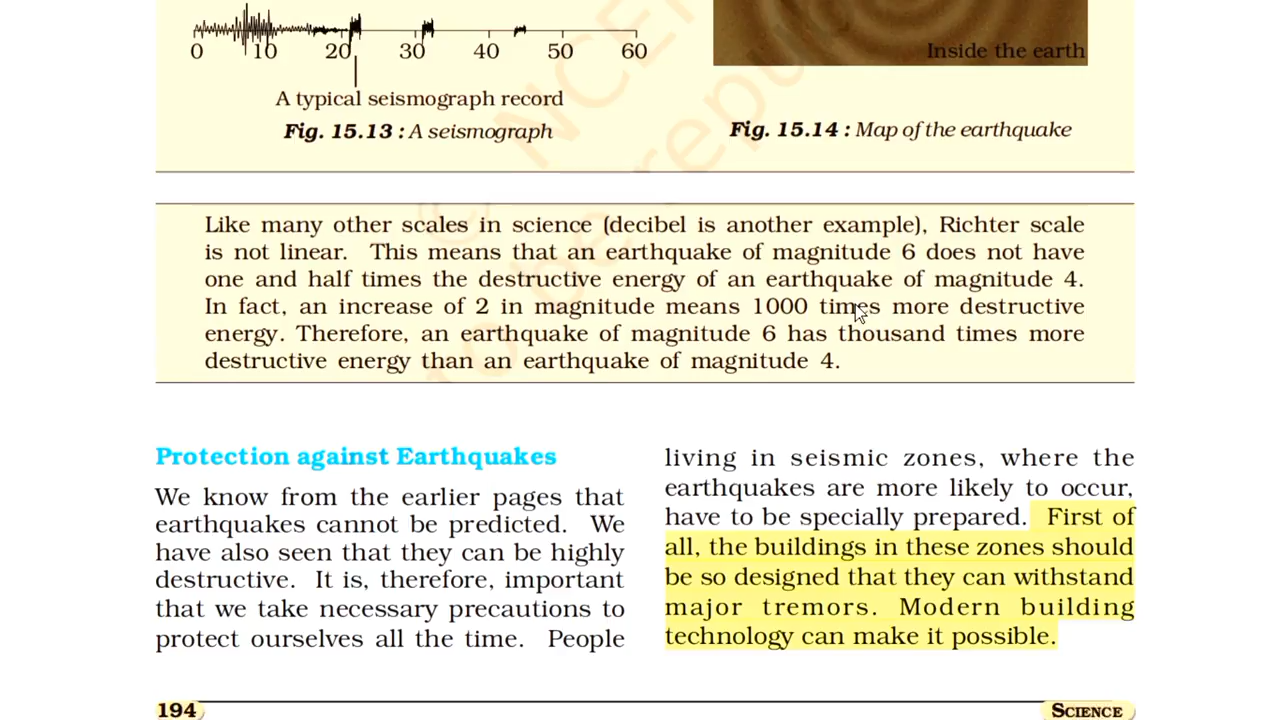 0 10 20 30 40 50 60
A typical seismograph record
Fig. 15.13 : A seismograph
Inside the earth
Fig. 15.14 : Map of the earthquake
Like many other scales in science (decibel is another example), Richter scale
is not linear. This means that an earthquake of magnitude 6 does not have
one and half times the destructive energy of an earthquake of magnitude 4.
In fact, an increase of 2 in magnitude means 1000 times more destructive
energy. Therefore, an earthquake of magnitude 6 has thousand times more
destructive energy than an earthquake of magnitude 4.
Protection against Earthquakes
We know from the earlier pages that
earthquakes cannot be predicted. We
have also seen that they can be highly
destructive. It is, therefore, important
that we take necessary precautions to
protect ourselves all the time. People
living in seismic zones, where the
earthquakes are more likely to occur,
have to be specially prepared. First of
all, the buildings in these zones should
be so designed that they can withstand
major tremors. Modern building
technology can make it possible.
194
SCIENCE